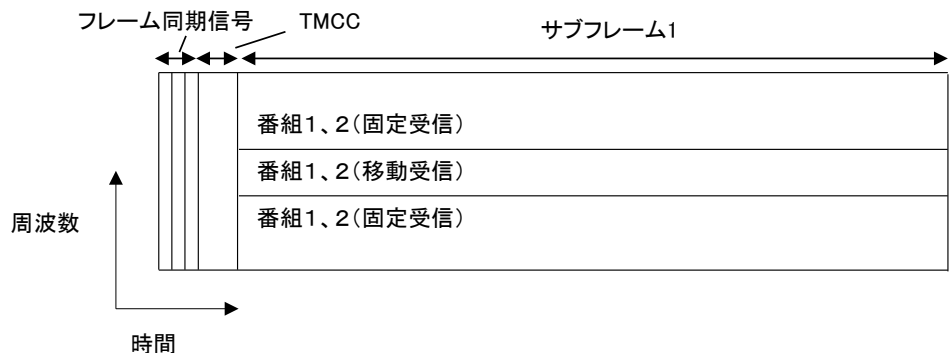 フレーム同期信号
TMCC
サブフレーム1
番組1、2(固定受信)
番組1、2(移動受信)
番組1、2(固定受信)
周波数
時間